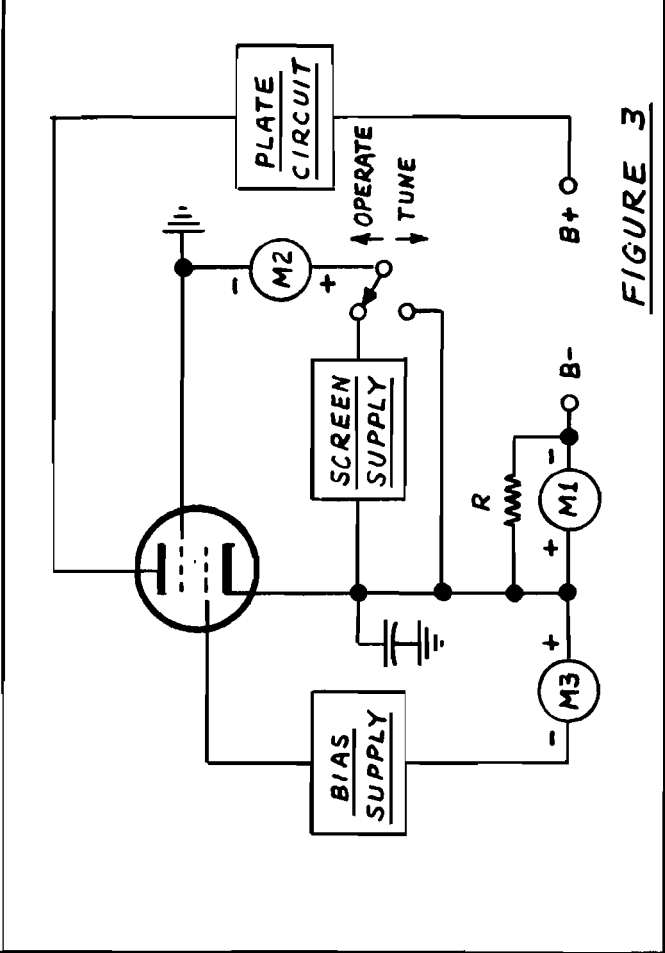 PLATE
CIRCUIT
OPERATE
TUNE
-
M2
+
SCREEN
SUPPLY
R
B+
B-
-
M1
+
BIAS
SUPPLY
+
M3
-
FIGURE 3